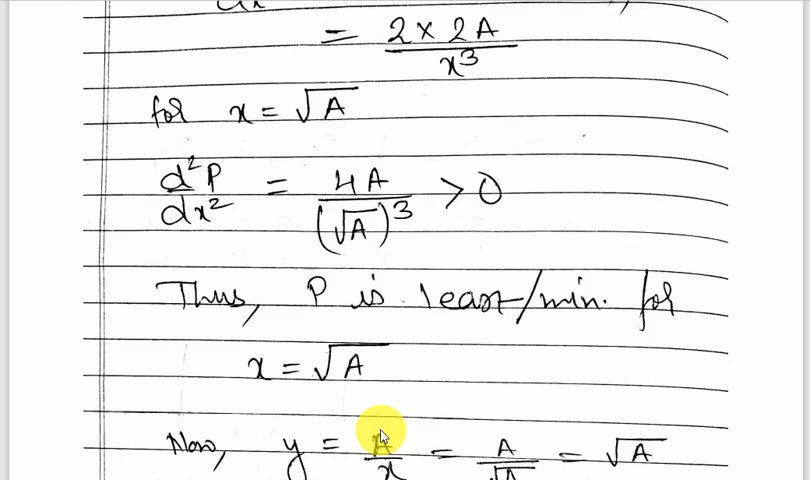 = 2 × 2A / x³
for x = √A
d²P/dx² = 4A/(√A)³ > 0
Thus, P is least/min. for
x = √A
Now, y = A/x = A/√A = √A